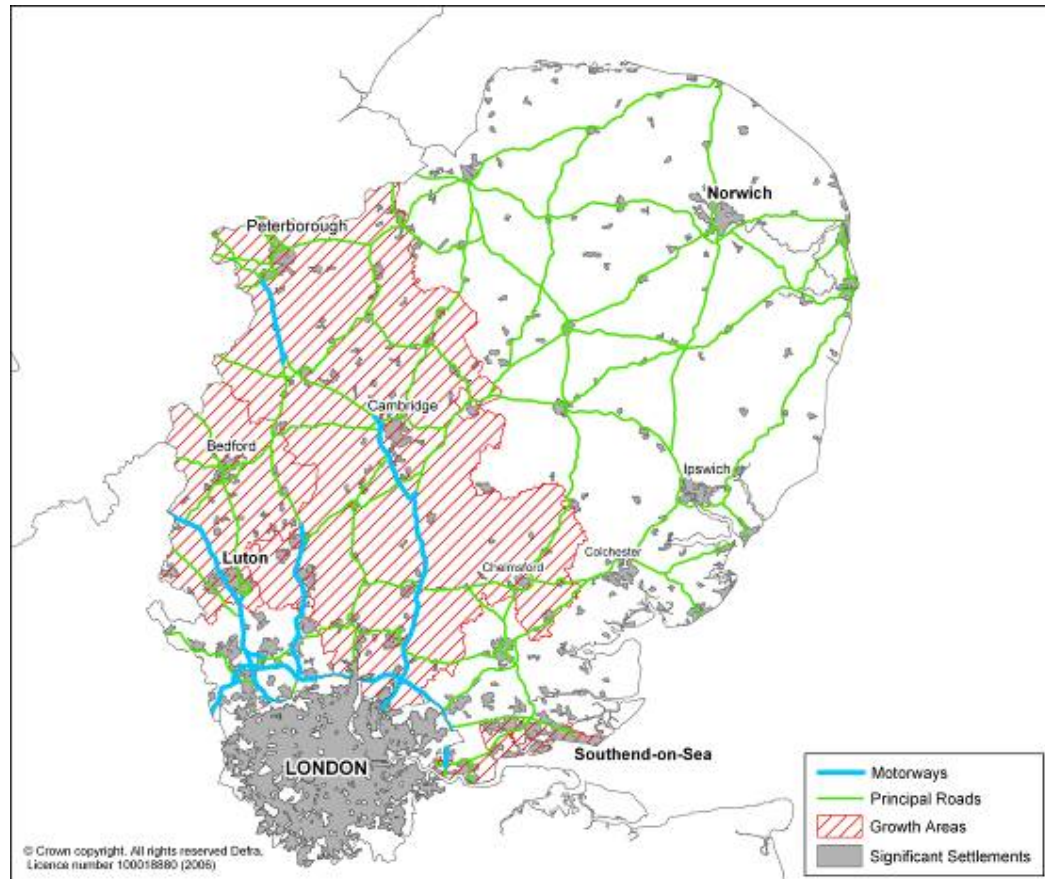 Norwich
Peterborough
Cambridge
Bedford
Ipswich
Colchester
Luton
Chelmsford
Southend-on-Sea
LONDON
Motorways
Principal Roads
Growth Areas
Significant Settlements
© Crown copyright. All rights reserved Defra,
Licence number 100018880 (2006)